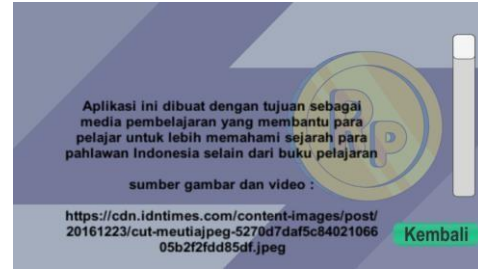 Aplikasi ini dibuat dengan tujuan sebagai
media pembelajaran yang membantu para
pelajar untuk lebih memahami sejarah para
pahlawan Indonesia selain dari buku pelajaran
sumber gambar dan video :
https://cdn.idntimes.com/content-images/post/
20161223/cut-meutiajpeg-5270d7daf5c84021066
05b2f2fdd85df.jpeg
Kembali
Rp